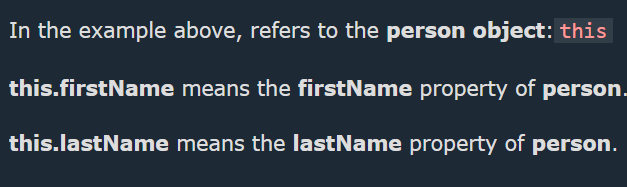 In the example above, refers to the person object: this
this.firstName means the firstName property of person.
this.lastName means the lastName property of person.